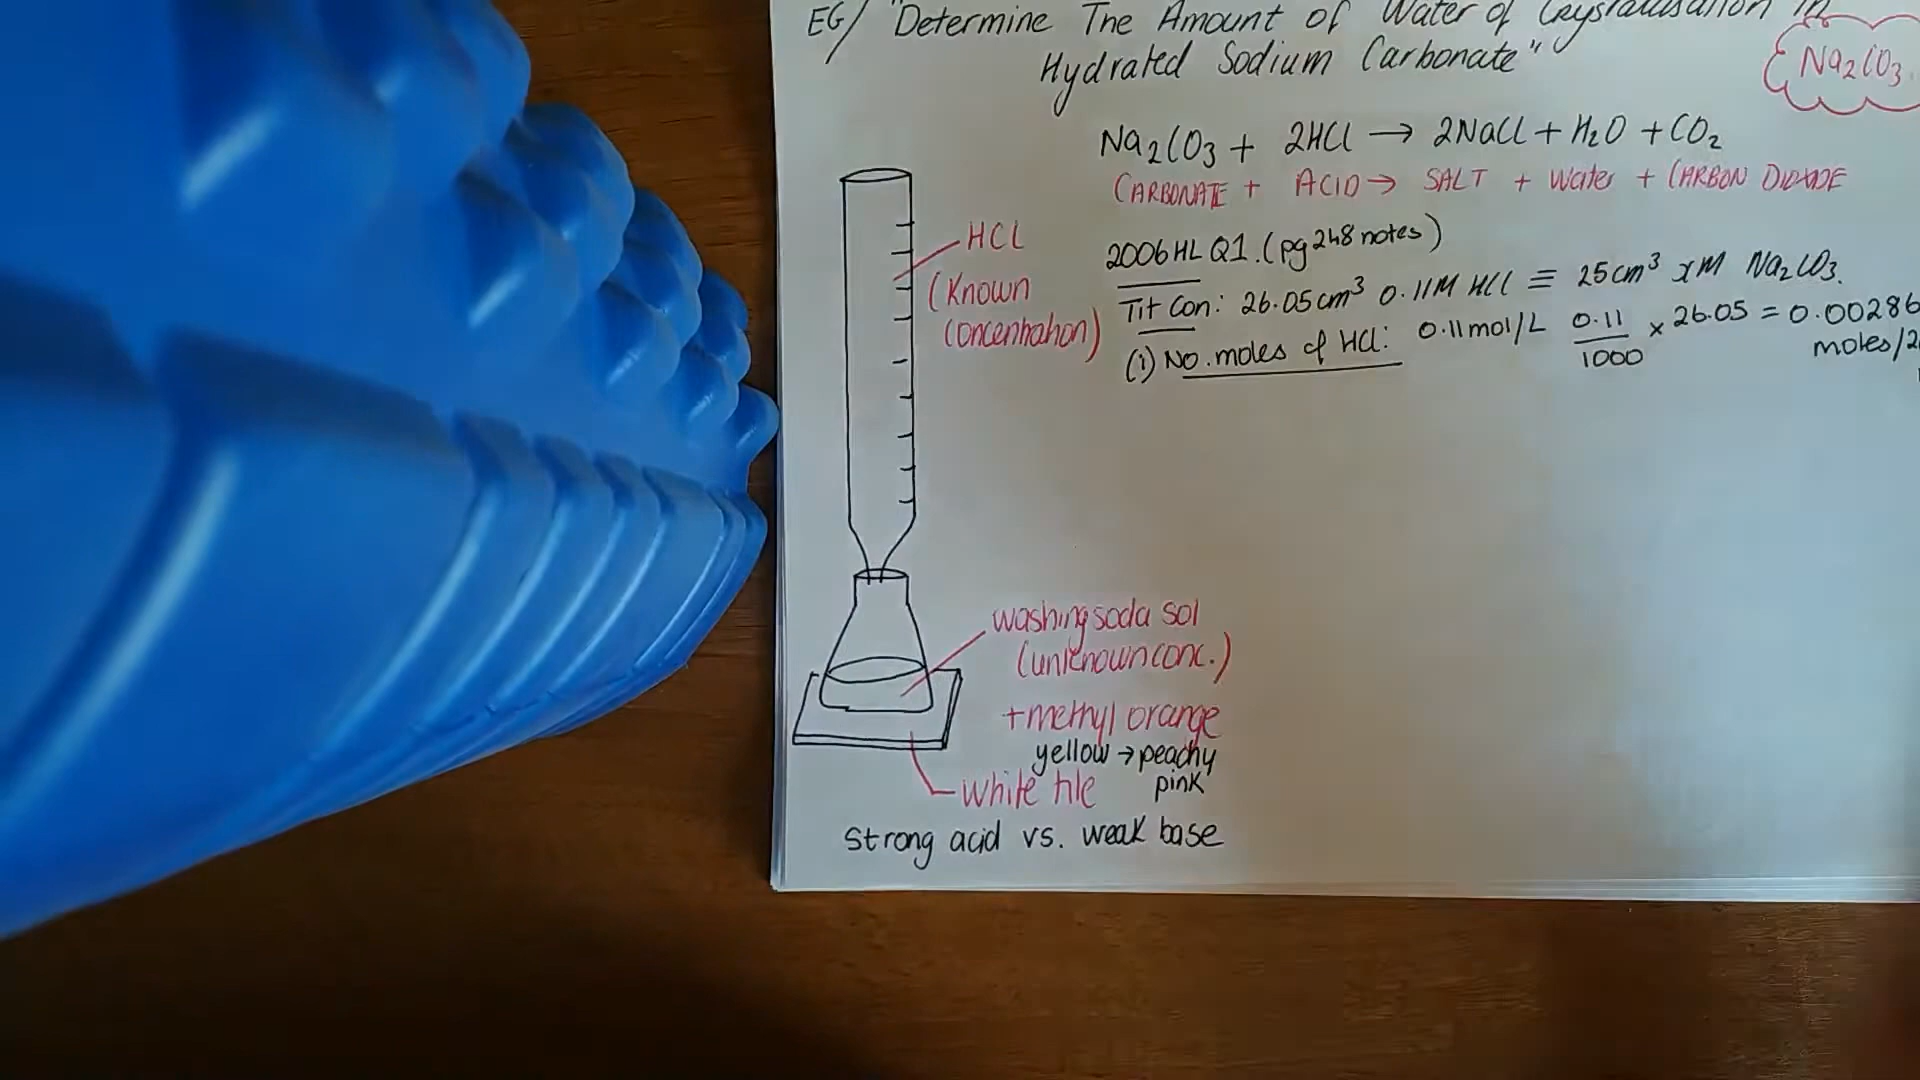 EG/ "Determine The Amount of Water of Crystallisation in
Hydrated Sodium Carbonate"
Na2CO3.
Na2CO3 + 2HCl → 2NaCl + H2O + CO2
CARBONATE + ACID → SALT + Water + CARBON DIOXIDE
2006 HL Q1. (pg 248 notes)
Tit Con: 26.05cm³ 0.11M HCl ≡ 25cm³ xM Na2CO3.
(i) No. moles of HCl: 0.11mol/L 0.11/1000 × 26.05 = 0.00286
moles/2
HCl
(Known
Concentration)
washing soda sol
(unknown conc.)
+ methyl orange
yellow → peachy
pink
white tile
Strong acid vs. weak base